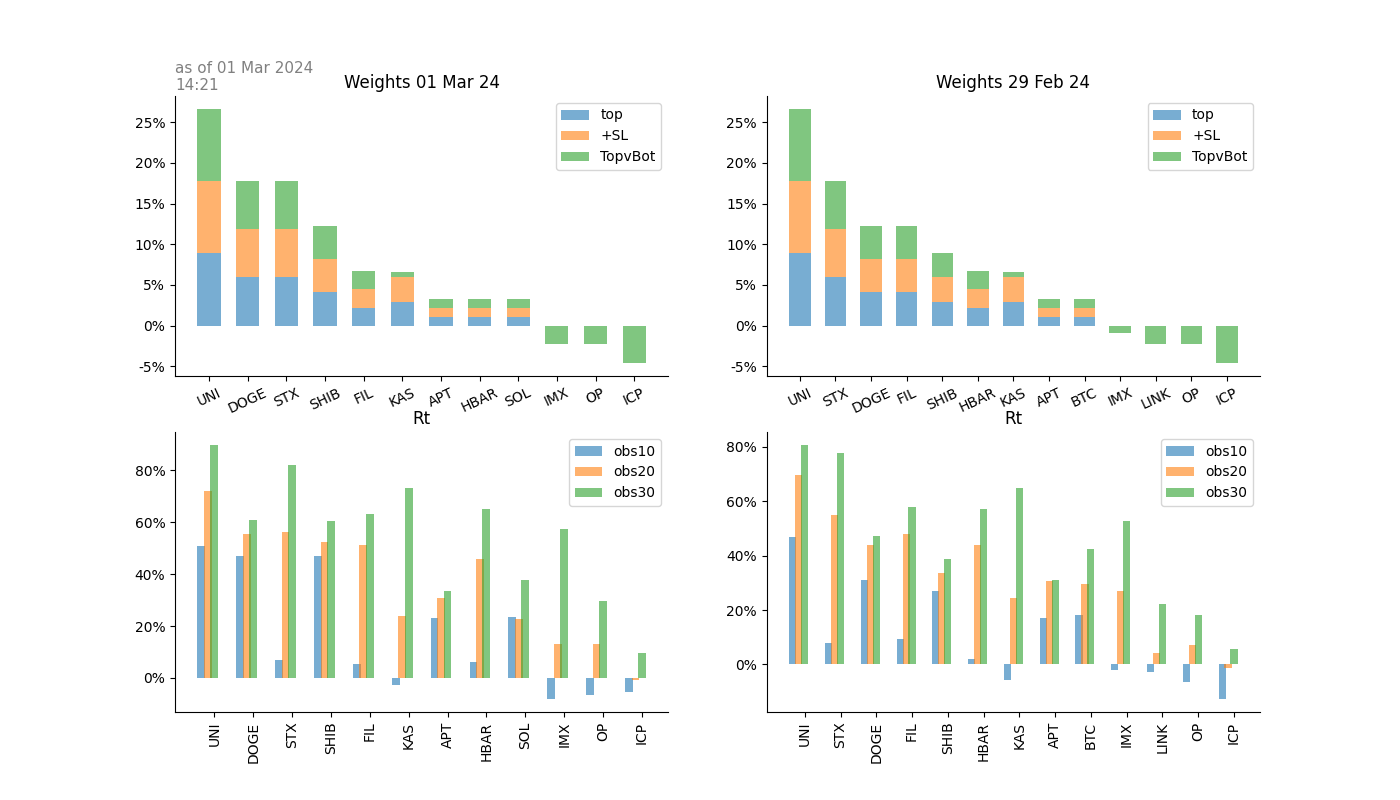 as of 01 Mar 2024
14:21
Weights 01 Mar 24
25%
20%
15%
10%
5%
0%
-5%
top
+SL
TopvBot
UNI DOGE STX SHIB FIL KAS APT HBAR SOL IMX OP ICP
Weights 29 Feb 24
25%
20%
15%
10%
5%
0%
-5%
top
+SL
TopvBot
UNI STX DOGE FIL SHIB HBAR KAS APT BTC IMX LINK OP ICP
Rt
80%
60%
40%
20%
0%
obs10
obs20
obs30
UNI DOGE STX SHIB FIL KAS APT HBAR SOL IMX OP ICP
Rt
80%
60%
40%
20%
0%
obs10
obs20
obs30
UNI STX DOGE FIL SHIB HBAR KAS APT BTC IMX LINK OP ICP